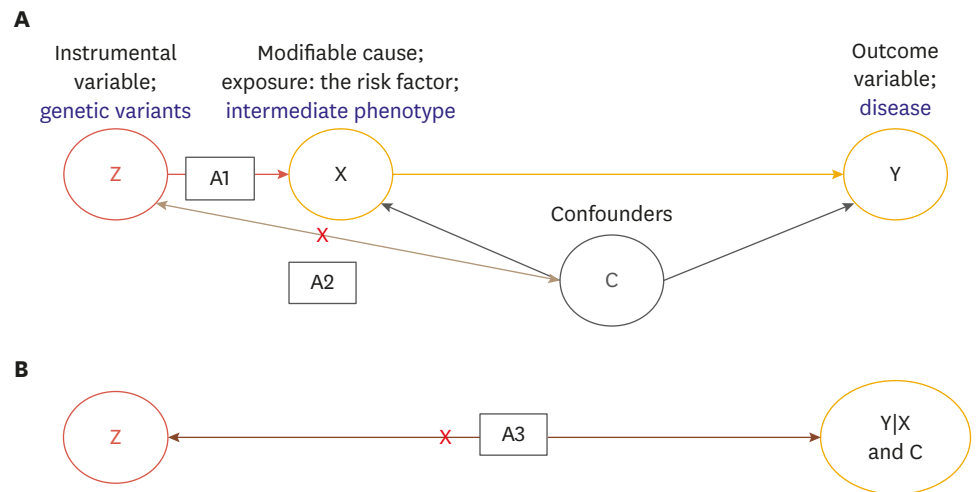 A
Instrumental
variable;
genetic variants
Modifiable cause;
exposure: the risk factor;
intermediate phenotype
Outcome
variable;
disease
Z
A1
X
Y
Confounders
X
A2
C
B
Z
X
A3
Y|X
and C